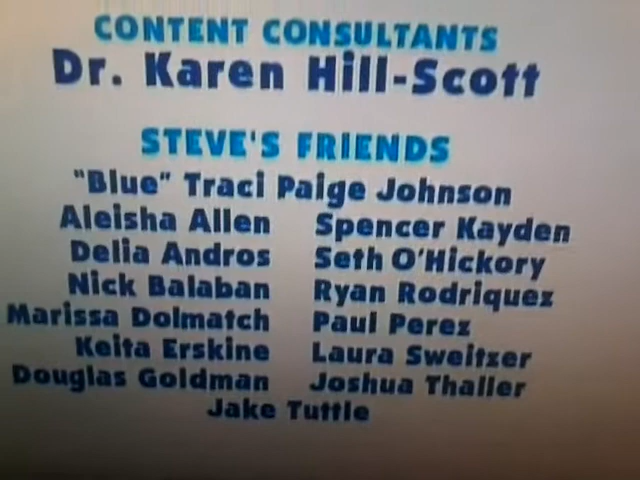 CONTENT CONSULTANTS
Dr. Karen Hill-Scott
STEVE'S FRIENDS
"Blue" Traci Paige Johnson
Aleisha Allen Spencer Kayden
Delia Andros Seth O'Hickory
Nick Balaban Ryan Rodriquez
Marissa Dolmatch Paul Perez
Keita Erskine Laura Sweitzer
Douglas Goldman Joshua Thaller
Jake Tuttle